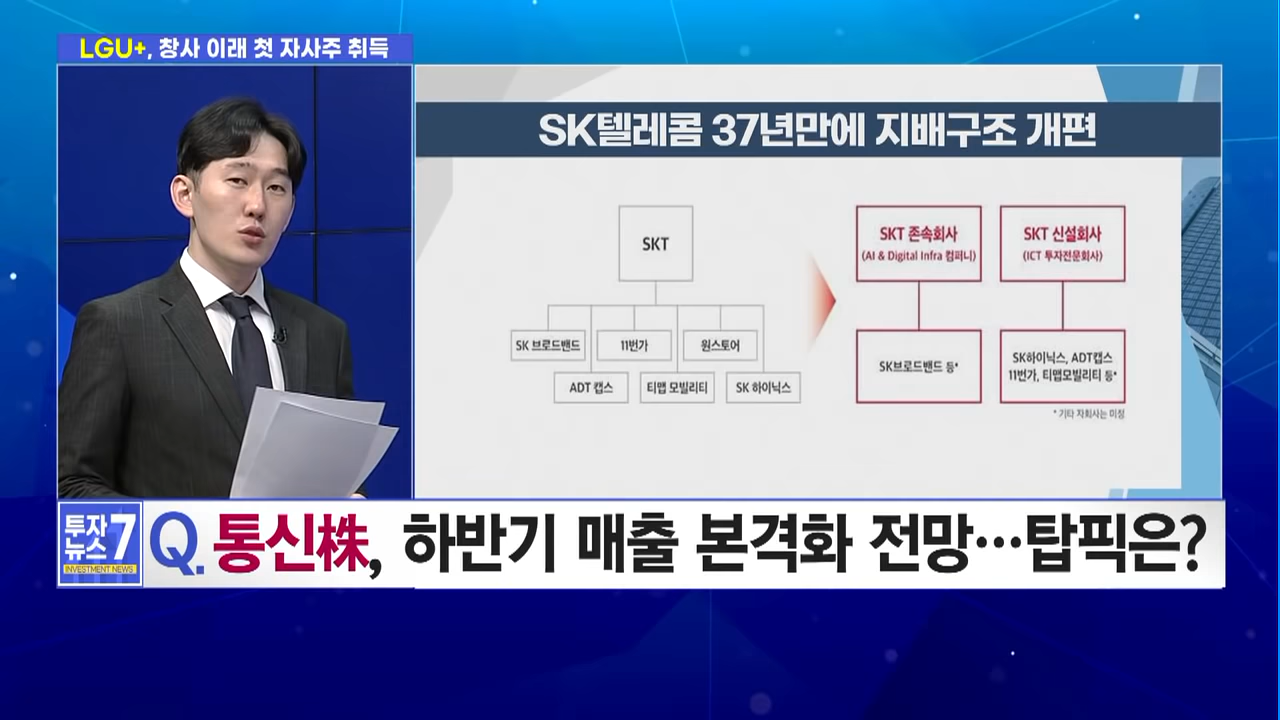 LGU+, 창사 이래 첫 자사주 취득
SK텔레콤 37년만에 지배구조 개편
SKT
SK 브로드밴드
11번가
원스토어
ADT 캡스
티맵 모빌리티
SK 하이닉스
SKT 존속회사
(AI & Digital Infra 컴퍼니)
SK브로드밴드 등*
SKT 신설회사
(ICT 투자전문회사)
SK하이닉스, ADT캡스
11번가, 티맵모빌리티 등*
* 기타 자회사는 미정
투자
뉴스 7
INVESTMENT NEWS
Q. 통신株, 하반기 매출 본격화 전망…탑픽은?